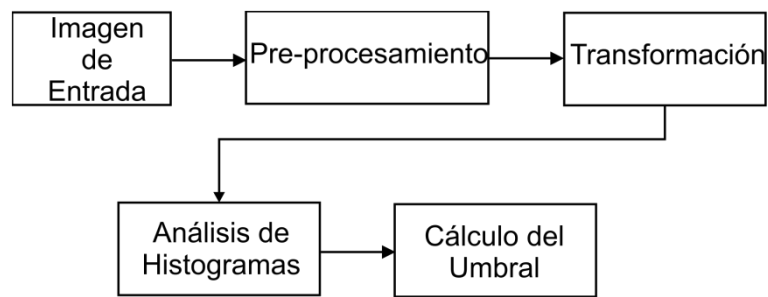 Imagen
de
Entrada
Pre-procesamiento
Transformación
Análisis de
Histogramas
Cálculo del
Umbral